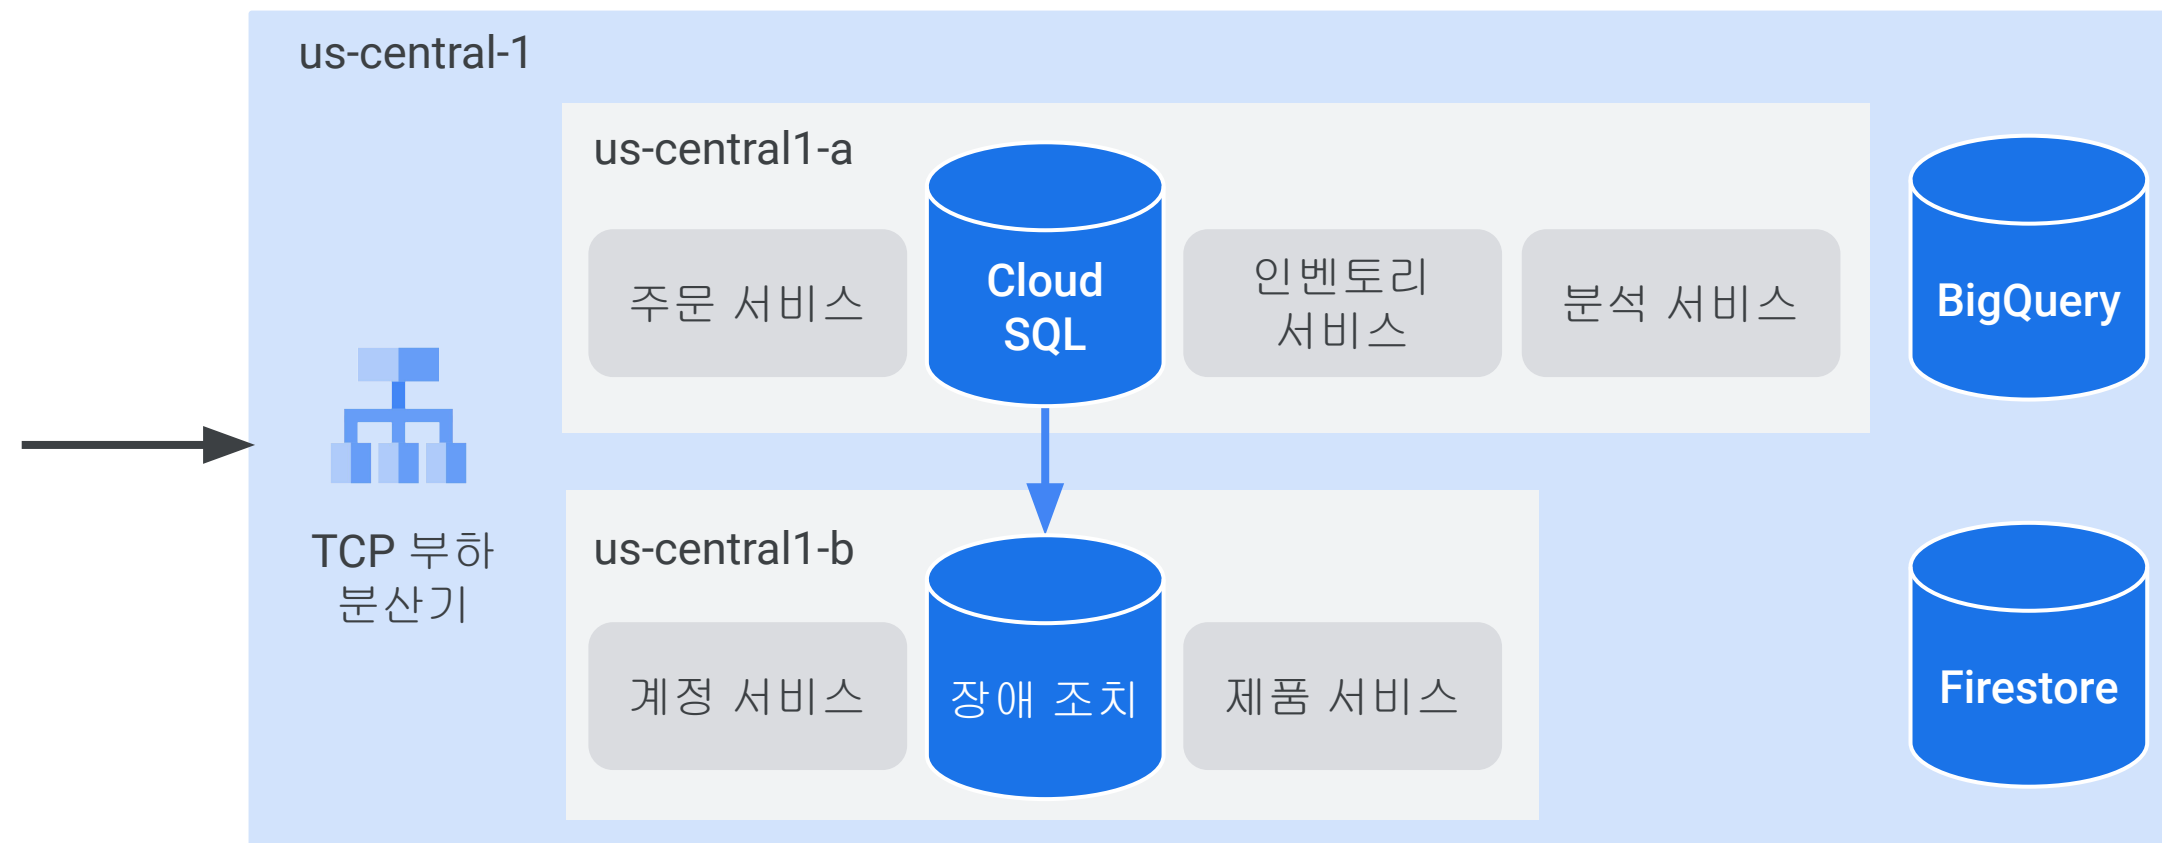 us-central-1
us-central1-a
주문 서비스
Cloud
SQL
인벤토리
서비스
분석 서비스
BigQuery
TCP 부하
분산기
us-central1-b
계정 서비스
장애 조치
제품 서비스
Firestore